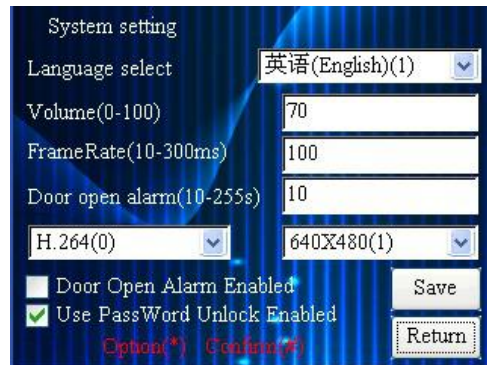 System setting
Language select 英语(English)(1)
Volume(0-100) 70
FrameRate(10-300ms) 100
Door open alarm(10-255s) 10
H.264(0) 640X480(1)
Door Open Alarm Enabled Save
Use PassWord Unlock Enabled
Option(*) Confirm(#) Return